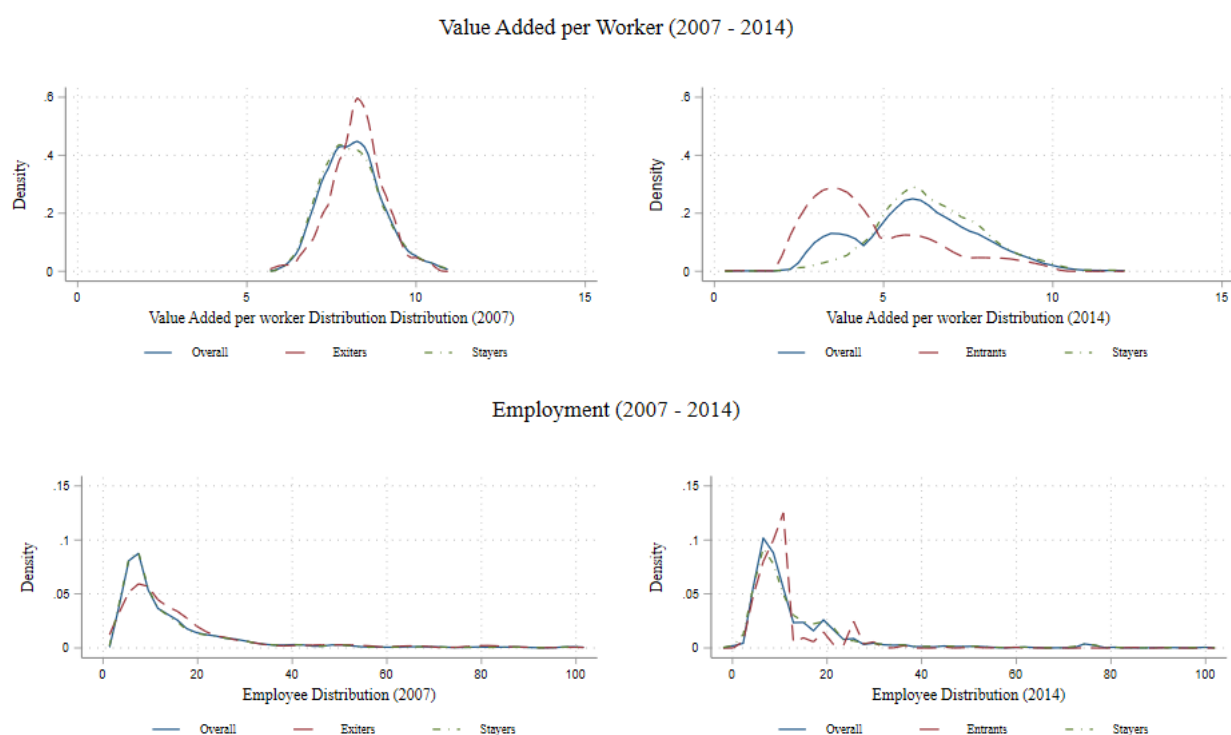 Value Added per Worker (2007 - 2014)
Density
.6
.4
.2
0
0 5 10 15
Value Added per worker Distribution Distribution (2007)
Overall Exiters Stayers
Density
.6
.4
.2
0
0 5 10 15
Value Added per worker Distribution (2014)
Overall Entrants Stayers
Employment (2007 - 2014)
Density
.15
.1
.05
0
0 20 40 60 80 100
Employee Distribution (2007)
Overall Exiters Stayers
Density
.15
.1
.05
0
0 20 40 60 80 100
Employee Distribution (2014)
Overall Entrants Stayers